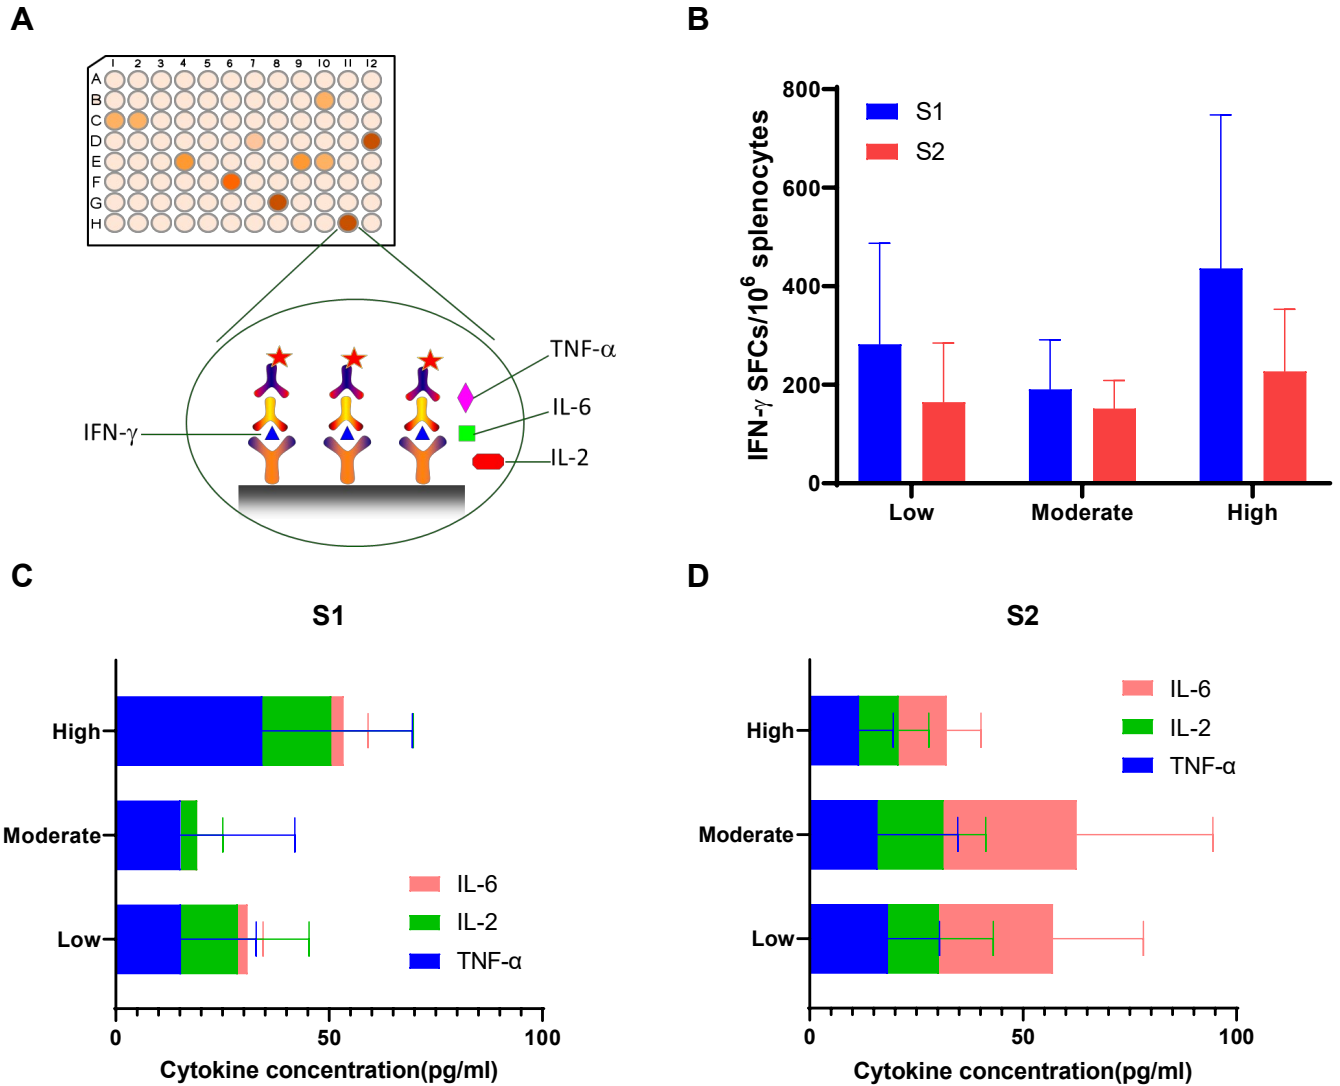 A
1 2 3 4 5 6 7 8 9 10 11 12
A
B
C
D
E
F
G
H
TNF-α
IL-6
IFN-γ
IL-2
B
IFN-γ SFCs/10⁶ splenocytes
800
600
400
200
0
S1
S2
Low Moderate High
C
S1
High
Moderate
Low
IL-6
IL-2
TNF-α
0 50 100
Cytokine concentration(pg/ml)
D
S2
IL-6
IL-2
TNF-α
High
Moderate
Low
0 50 100
Cytokine concentration(pg/ml)